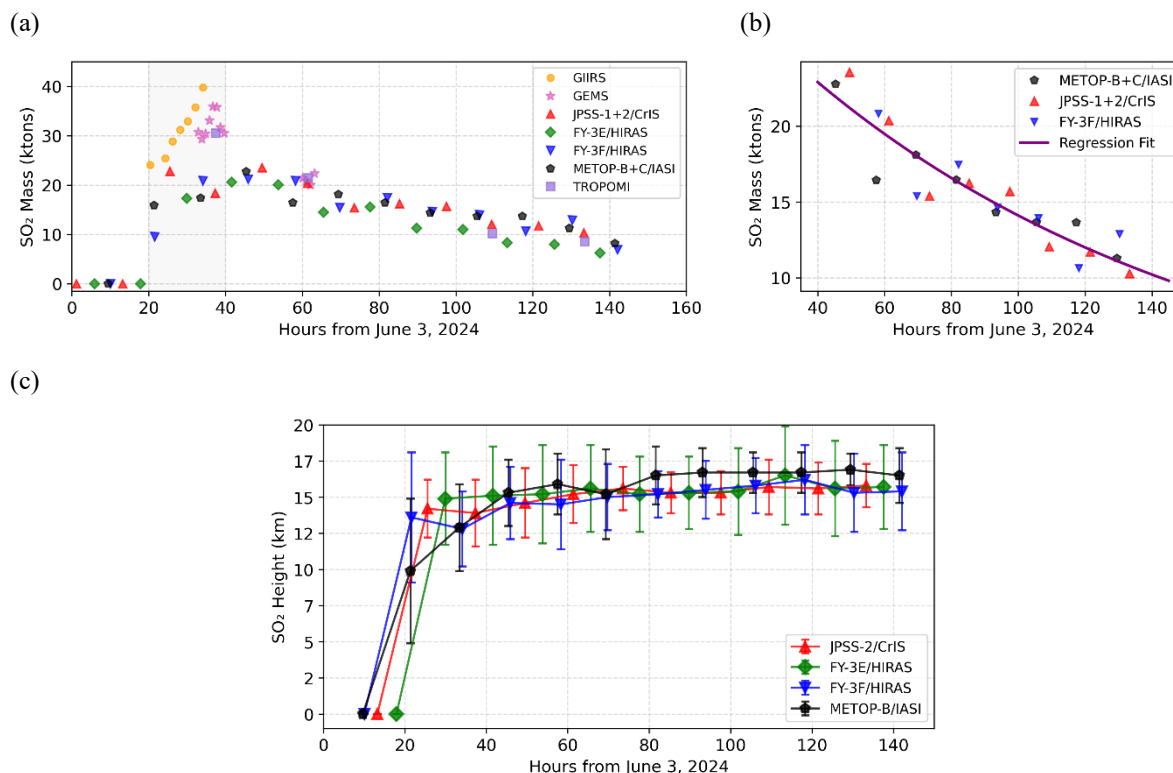 (a)
SO₂ Mass (ktons)
40
30
20
10
0
0 20 40 60 80 100 120 140 160
Hours from June 3, 2024
GIIRS
GEMS
JPSS-1+2/CrIS
FY-3E/HIRAS
FY-3F/HIRAS
METOP-B+C/IASI
TROPOMI
(b)
SO₂ Mass (ktons)
20
15
10
40 60 80 100 120 140
Hours from June 3, 2024
METOP-B+C/IASI
JPSS-1+2/CrIS
FY-3F/HIRAS
Regression Fit
(c)
SO₂ Height (km)
20
17
15
12
10
7
5
2
0
0 20 40 60 80 100 120 140
Hours from June 3, 2024
JPSS-2/CrIS
FY-3E/HIRAS
FY-3F/HIRAS
METOP-B/IASI